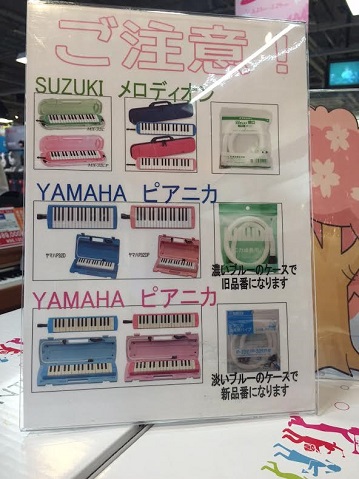 ご注意！
SUZUKI メロディオン
YAMAHA ピアニカ
濃いブルーのケースで
旧品番になります
YAMAHA ピアニカ
淡いブルーのケースで
新品番になります